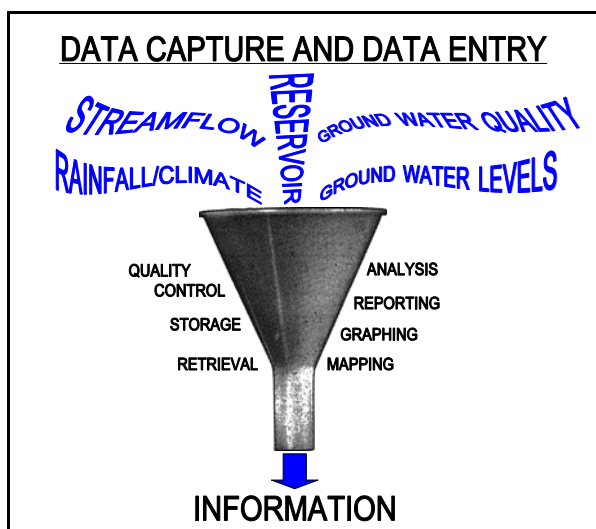 DATA CAPTURE AND DATA ENTRY
STREAMFLOW
RESERVOIR
GROUND WATER QUALITY
RAINFALL/CLIMATE
GROUND WATER LEVELS
QUALITY
CONTROL
STORAGE
RETRIEVAL
ANALYSIS
REPORTING
GRAPHING
MAPPING
INFORMATION